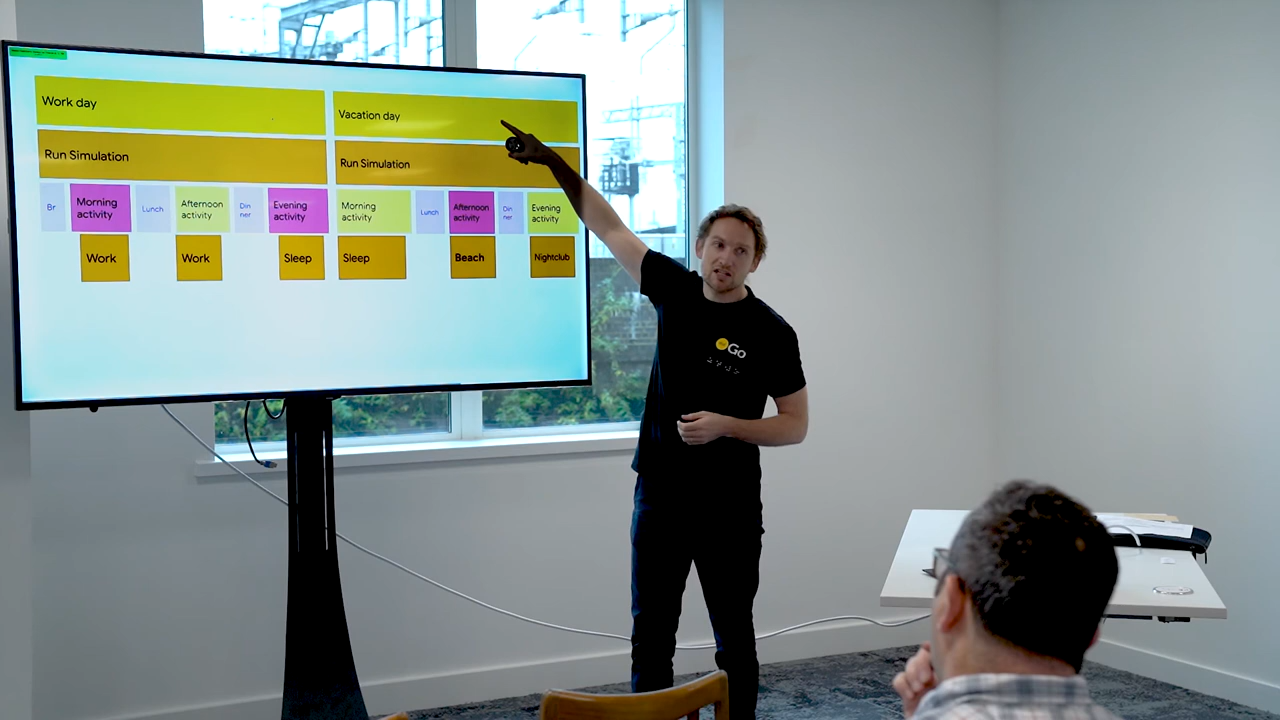 Work day
Vacation day
Run Simulation
Run Simulation
Br
Morning
activity
Lunch
Afternoon
activity
Din
ner
Evening
activity
Morning
activity
Lunch
Afternoon
activity
Din
ner
Evening
activity
Work
Work
Sleep
Sleep
Beach
Nightclub
Go